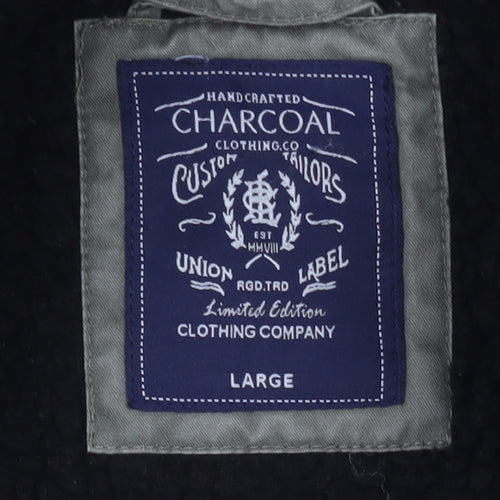 HANDCRAFTED
CHARCOAL
CLOTHING.CO
CUSTOM TAILORS
EST
MMVIII
UNION LABEL
RGD.TRD
Limited Edition
CLOTHING COMPANY
LARGE